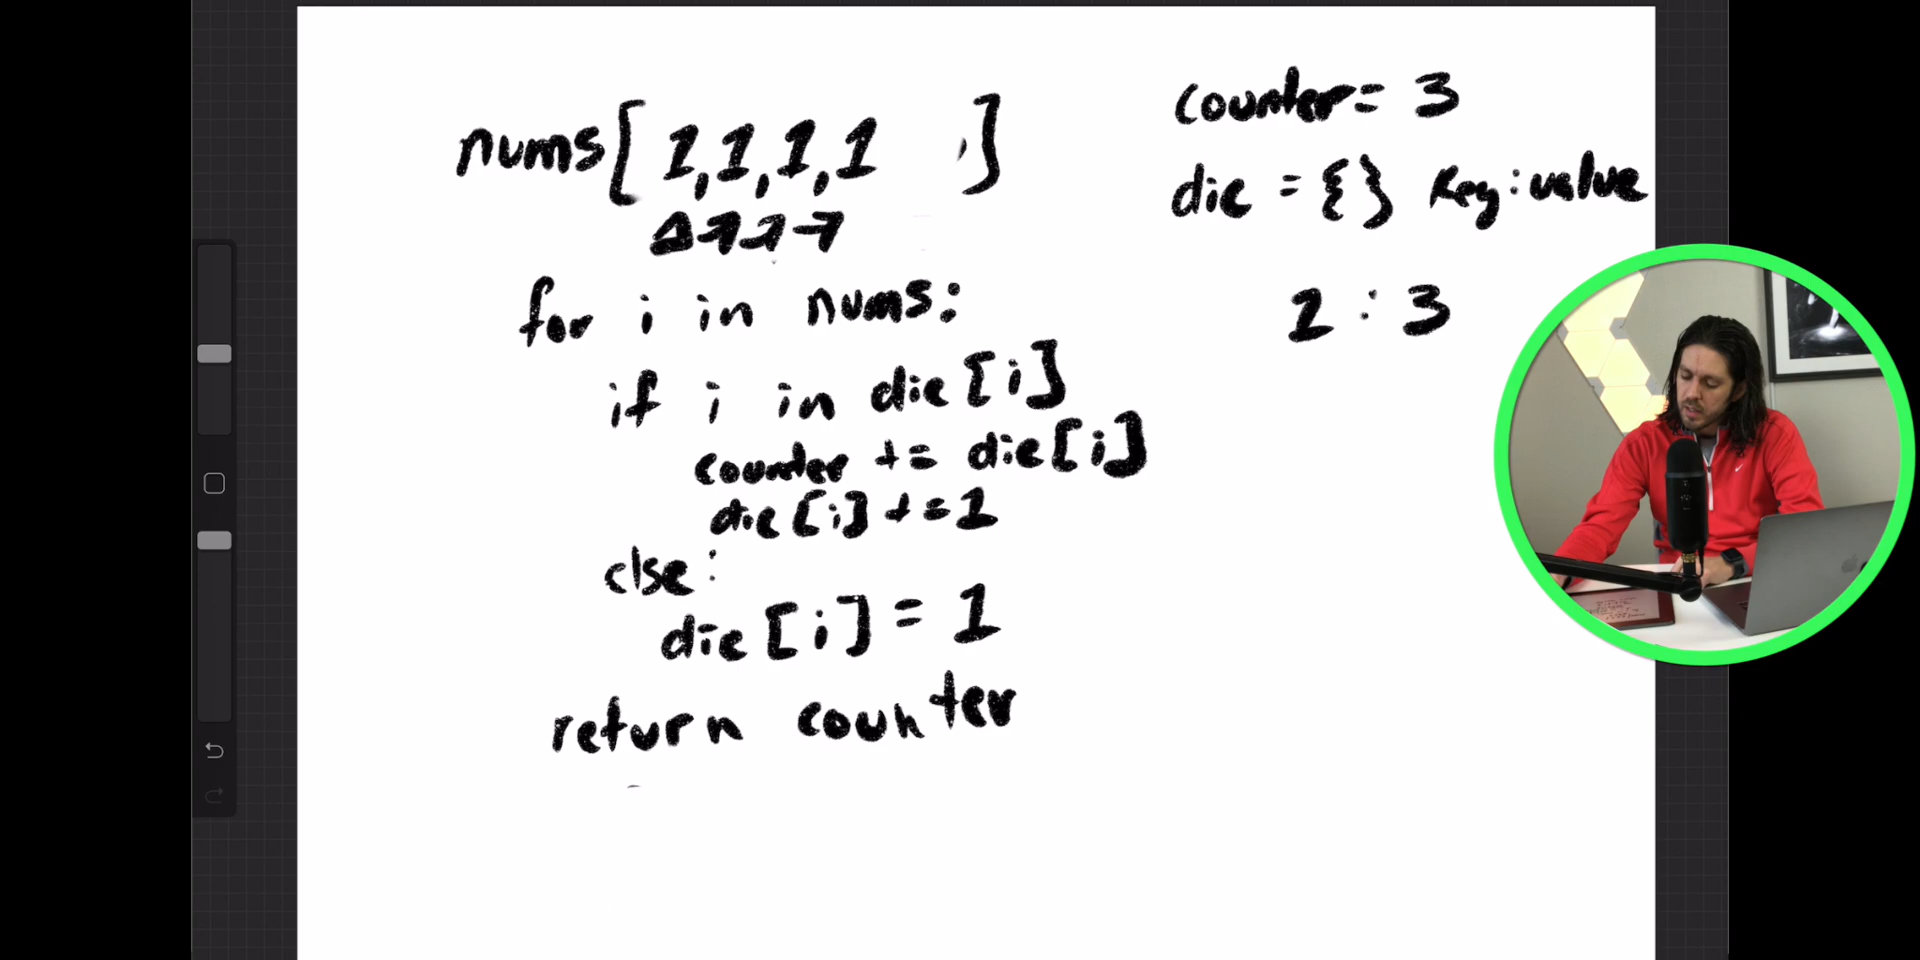 nums[1,1,1,1 ,]
for i in nums:
if i in dic[i]
counter += dic[i]
dic[i] +=1
else:
dic[i] = 1
return counter
counter= 3
dic = {} Key:value
1 : 3